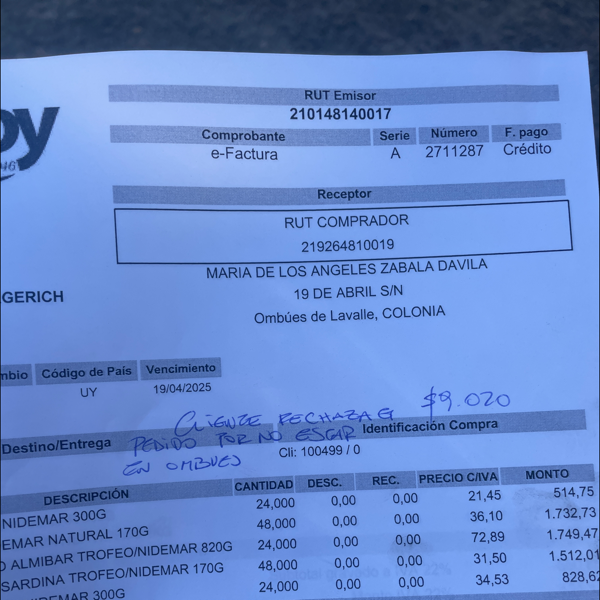 RUT Emisor
210148140017
Comprobante Serie Número F. pago
e-Factura A 2711287 Crédito
Receptor
RUT COMPRADOR
219264810019
MARIA DE LOS ANGELES ZABALA DAVILA
GERICH
19 DE ABRIL S/N
Ombúes de Lavalle, COLONIA
mbio Código de País Vencimiento
UY 19/04/2025
CLIENTE RECHAZA EL $9.020
PEDIDO POR NO ESTAR
EN OMBUES
Destino/Entrega Identificación Compra
Cli: 100499 / 0
DESCRIPCIÓN CANTIDAD DESC. REC. PRECIO C/IVA MONTO
NIDEMAR 300G 24,000 0,00 0,00 21,45 514,75
EMAR NATURAL 170G 48,000 0,00 0,00 36,10 1.732,73
O ALMIBAR TROFEO/NIDEMAR 820G 24,000 0,00 0,00 72,89 1.749,47
SARDINA TROFEO/NIDEMAR 170G 48,000 0,00 0,00 31,50 1.512,01
NIDEMAR 300G 24,000 0,00 0,00 34,53 828,62